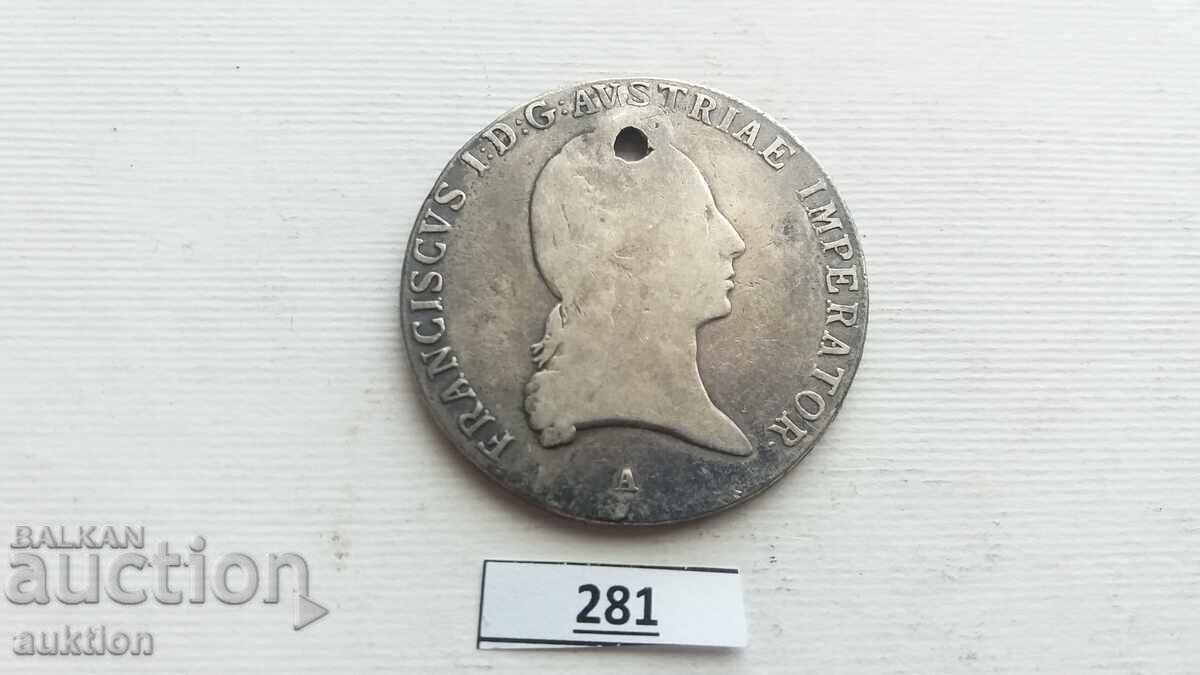 FRANCISCVS I:D:G:AVSTRIAE IMPERATOR.
A
281
BALKAN
auction
auktion